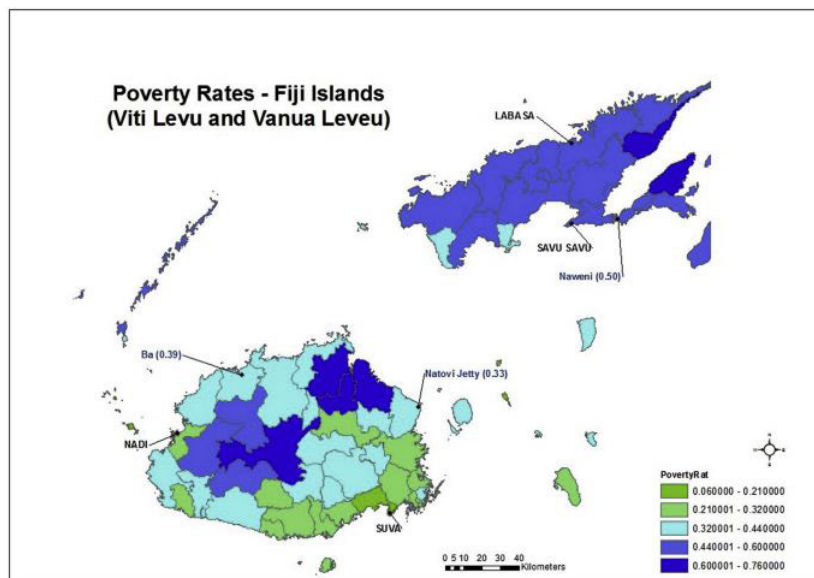 Poverty Rates - Fiji Islands
(Viti Levu and Vanua Leveu)
LABASA
SAVU SAVU
Naweni (0.50)
Ba (0.39)
Natovi Jetty (0.33)
NADI
SUVA
PovertyRat
0.060000 - 0.210000
0.210001 - 0.320000
0.320001 - 0.440000
0.440001 - 0.600000
0.600001 - 0.760000
0 5 10 20 30 40
Kilometers